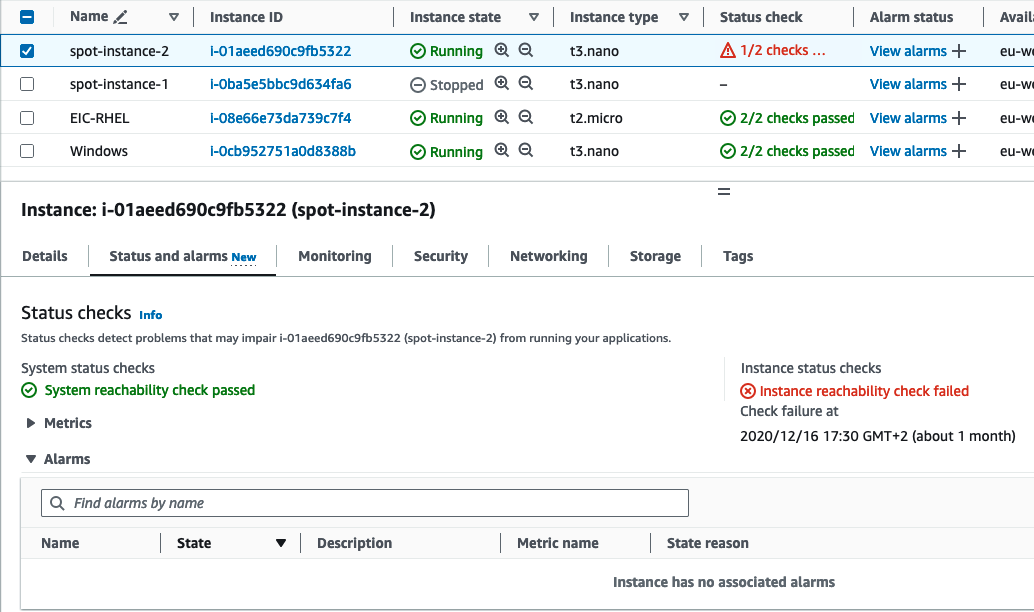 Name Instance ID Instance state Instance type Status check Alarm status Avail
spot-instance-2 i-01aeed690c9fb5322 Running t3.nano 1/2 checks ... View alarms + eu-we
spot-instance-1 i-0ba5e5bbc9d634fa6 Stopped t3.nano – View alarms + eu-we
EIC-RHEL i-08e66e73da739c7f4 Running t2.micro 2/2 checks passed View alarms + eu-we
Windows i-0cb952751a0d8388b Running t3.nano 2/2 checks passed View alarms + eu-we
Instance: i-01aeed690c9fb5322 (spot-instance-2)
Details Status and alarms New Monitoring Security Networking Storage Tags
Status checks Info
Status checks detect problems that may impair i-01aeed690c9fb5322 (spot-instance-2) from running your applications.
System status checks
System reachability check passed
Instance status checks
Instance reachability check failed
Check failure at
2020/12/16 17:30 GMT+2 (about 1 month)
Metrics
Alarms
Find alarms by name
Name State Description Metric name State reason
Instance has no associated alarms